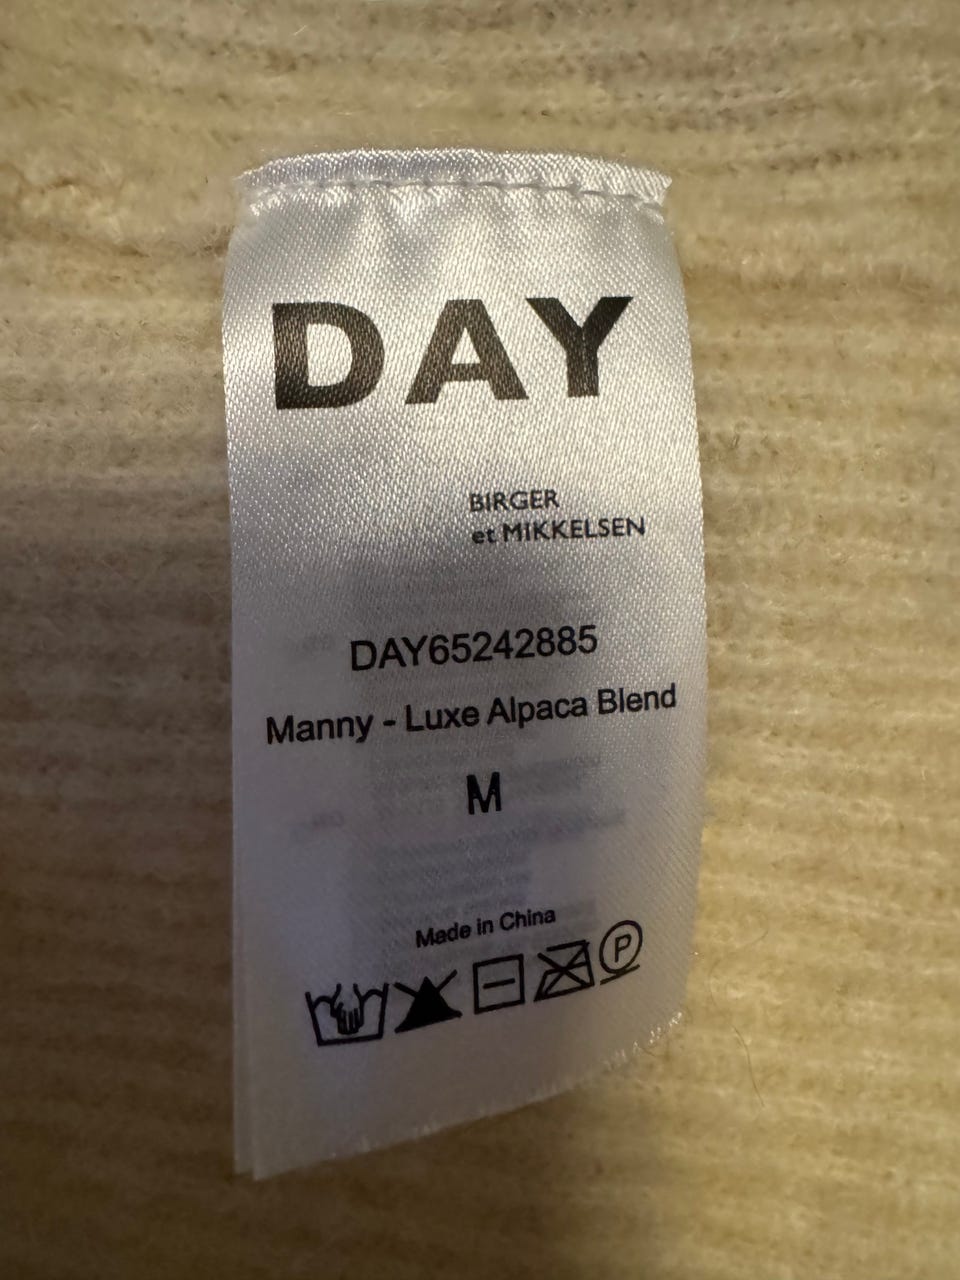 DAY
BIRGER
et MIKKELSEN
DAY65242885
Manny - Luxe Alpaca Blend
M
Made in China
P